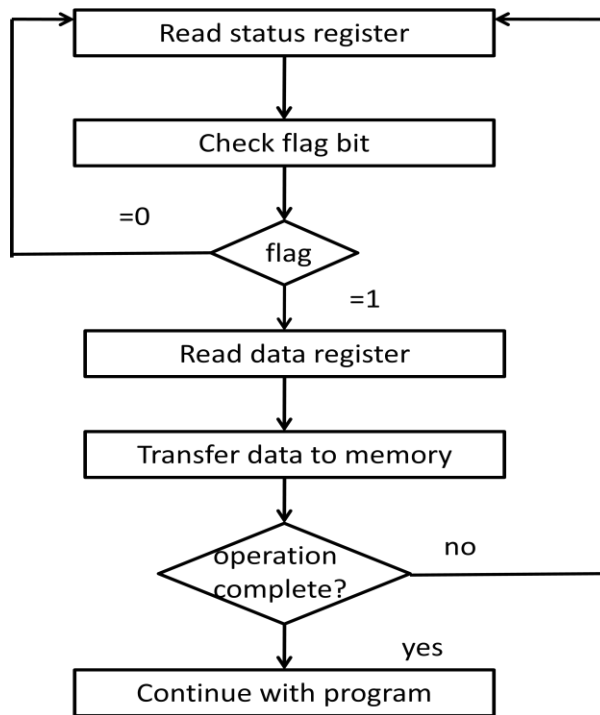 Read status register
Check flag bit
=0
flag
=1
Read data register
Transfer data to memory
operation
complete?
no
yes
Continue with program